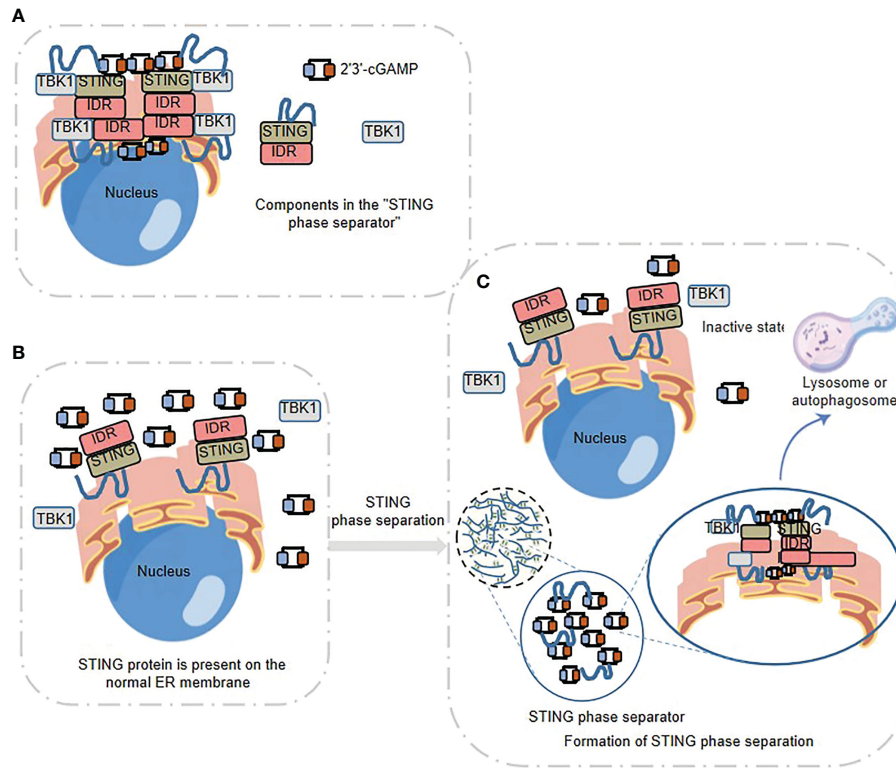 A
TBK1 STING STING TBK1
IDR IDR
TBK1 IDR IDR TBK1
Nucleus
2'3'-cGAMP
STING
IDR
TBK1
Components in the "STING
phase separator"
B
IDR
STING
IDR
STING
TBK1
TBK1
Nucleus
STING protein is present on the
normal ER membrane
STING
phase separation
C
IDR
STING
IDR
STING
TBK1
Inactive state
TBK1
Nucleus
Lysosome or
autophagosome
TBK1 STING
IDR
STING phase separator
Formation of STING phase separation